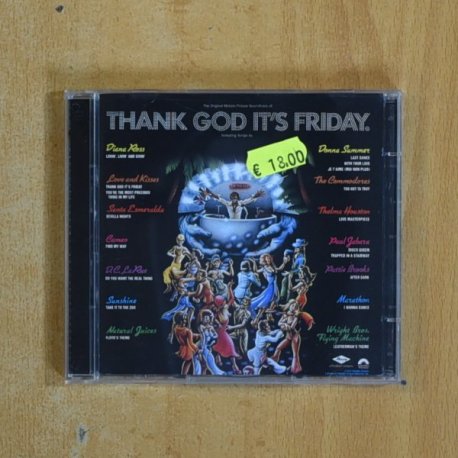 The Original Motion Picture Soundtrack of
THANK GOD IT'S FRIDAY.
Featuring Songs by
€ 18.00
Diana Ross
LOVIN', LIVIN' AND GIVIN'
Love and Kisses
THANK GOD IT'S FRIDAY
YOU'RE THE MOST PRECIOUS
THING IN MY LIFE
Santa Esmeralda
SEVILLA NIGHTS
Cameo
FIND MY WAY
D.C. LaRue
DO YOU WANT THE REAL THING
Sunshine
TAKE IT TO THE ZOO
Natural Juices
FLOYD'S THEME
Donna Summer
LAST DANCE
WITH YOUR LOVE
JE T'AIME (MOI NON PLUS)
The Commodores
TOO HOT TO TROT
Thelma Houston
LOVE MASTERPIECE
Paul Jabara
DISCO QUEEN
TRAPPED IN A STAIRWAY
Pattie Brooks
AFTER DARK
Marathon
I WANNA DANCE
Wright Bros.
Flying Machine
LEATHERMAN'S THEME